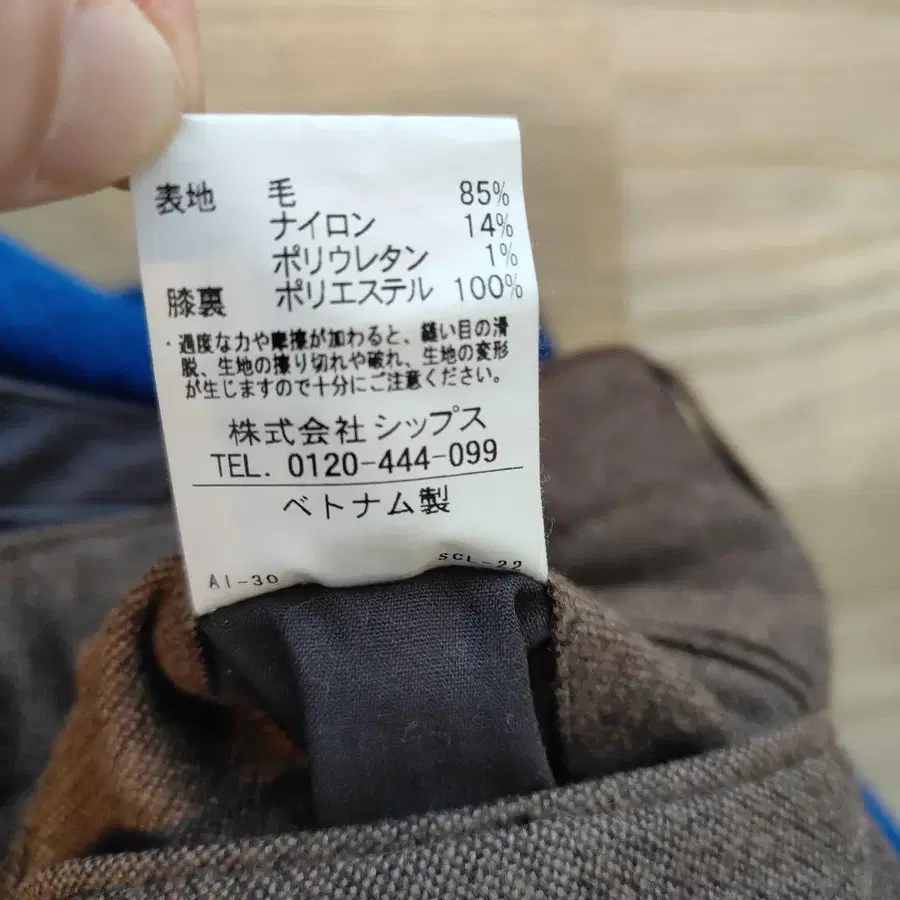 表地 毛 85%
ナイロン 14%
ポリウレタン 1%
膝裏 ポリエステル 100%
・過度な力や摩擦が加わると、縫い目の滑
脱、生地の擦り切れや破れ、生地の変形
が生じますので十分にご注意ください。
株式会社 シップス
TEL. 0120-444-099
ベトナム製
AI-30 SCL-22